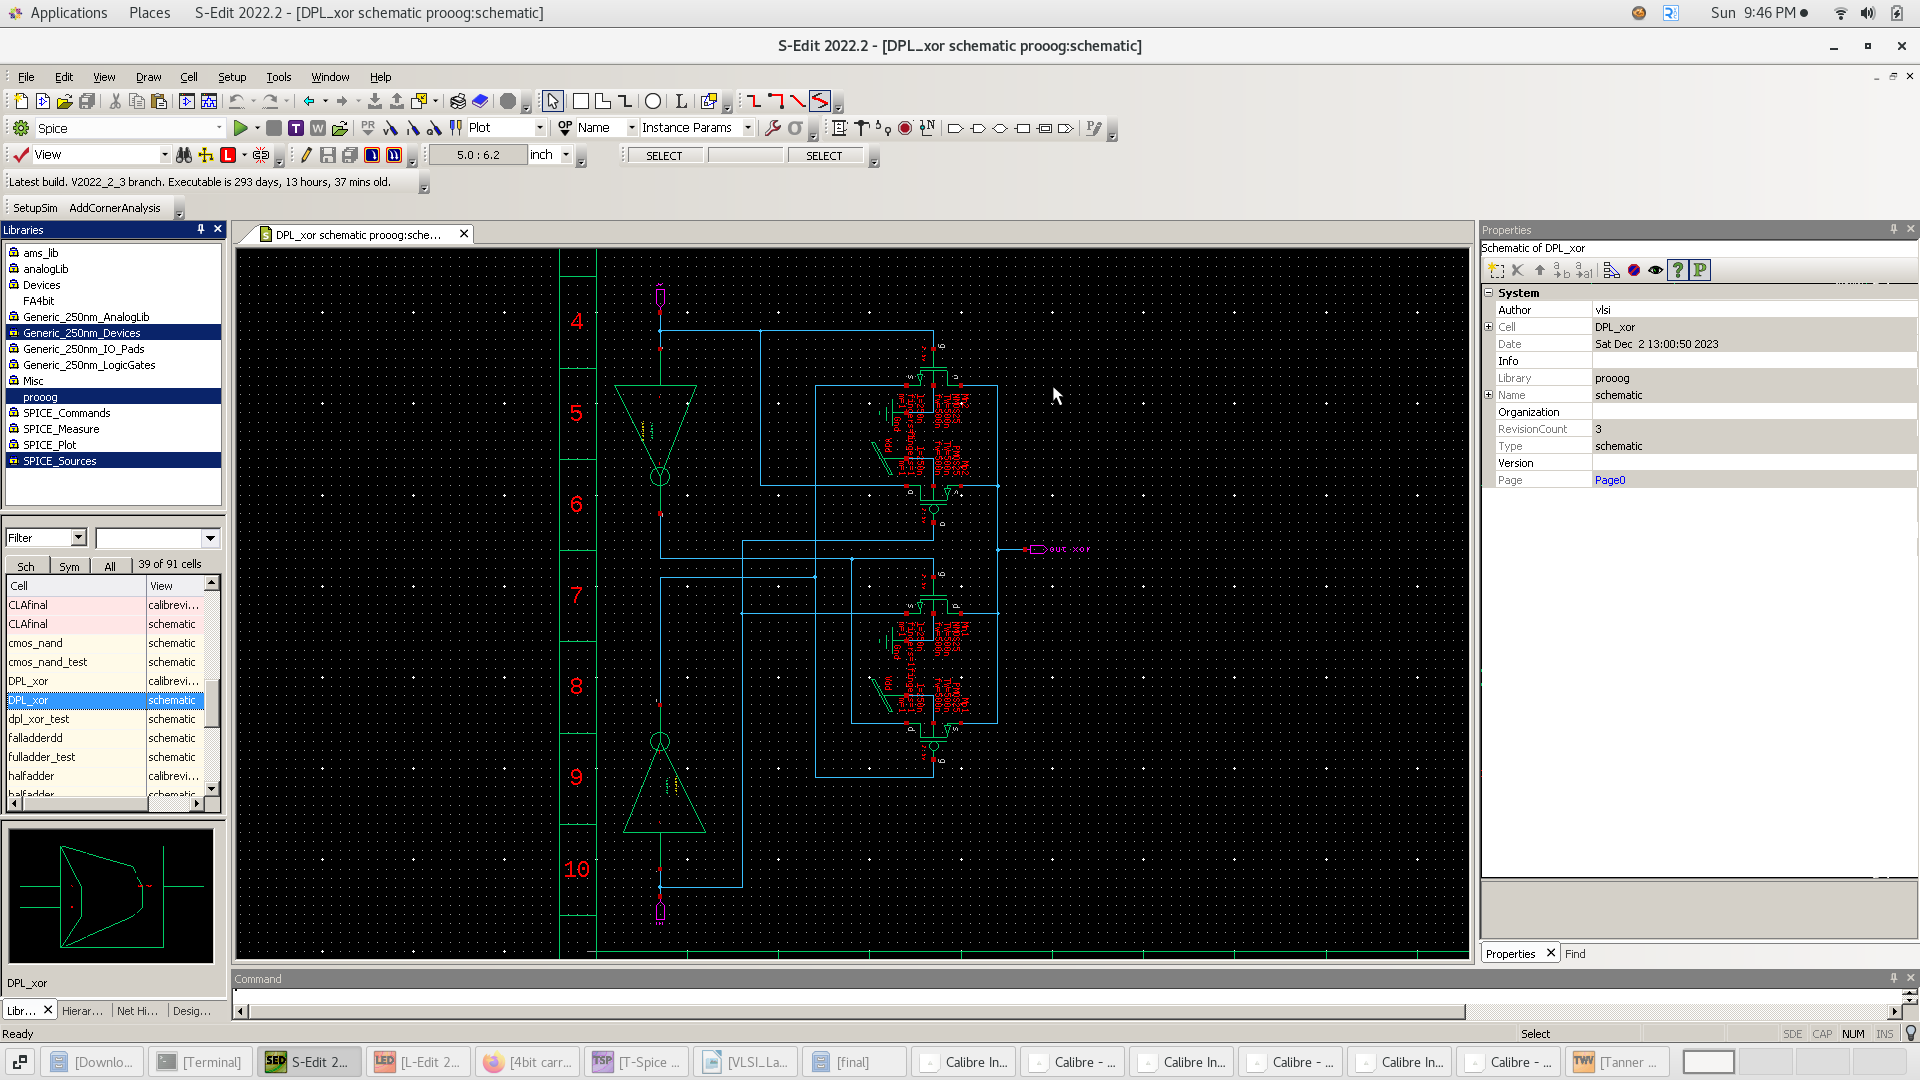 Applications Places S-Edit 2022.2 - [DPL_xor schematic prooog:schematic] Sun 9:46 PM
S-Edit 2022.2 - [DPL_xor schematic prooog:schematic]
File Edit View Draw Cell Setup Tools Window Help
Spice Plot Name Instance Params
View 5.0 : 6.2 inch SELECT SELECT
Latest build. V2022_2_3 branch. Executable is 293 days, 13 hours, 37 mins old.
SetupSim AddCornerAnalysis
Libraries
ams_lib
analogLib
Devices
FA4bit
Generic_250nm_AnalogLib
Generic_250nm_Devices
Generic_250nm_IO_Pads
Generic_250nm_LogicGates
Misc
prooog
SPICE_Commands
SPICE_Measure
SPICE_Plot
SPICE_Sources
Filter
Sch Sym All 39 of 91 cells
Cell View
CLAfinal calibrevi...
CLAfinal schematic
cmos_nand schematic
cmos_nand_test schematic
DPL_xor calibrevi...
DPL_xor schematic
dpl_xor_test schematic
falladderdd schematic
fulladder_test schematic
halfadder calibrevi...
halfadder schematic
DPL_xor
Libr... Hierar... Net Hi... Desig...
DPL_xor schematic prooog:sche...
4
5
6
7
8
9
10
out_xor
Command
Properties
Schematic of DPL_xor
System
Author vlsi
Cell DPL_xor
Date Sat Dec 2 13:00:50 2023
Info
Library prooog
Name schematic
Organization
RevisionCount 3
Type schematic
Version
Page Page0
Properties Find
Ready Select SDE CAP NUM INS
[Downlo... [Terminal] S-Edit 2... [L-Edit 2... [4bit carr... [T-Spice ... [VLSI_La... [final] Calibre In... Calibre - ... Calibre In... Calibre - ... Calibre In... Calibre - ... [Tanner ...